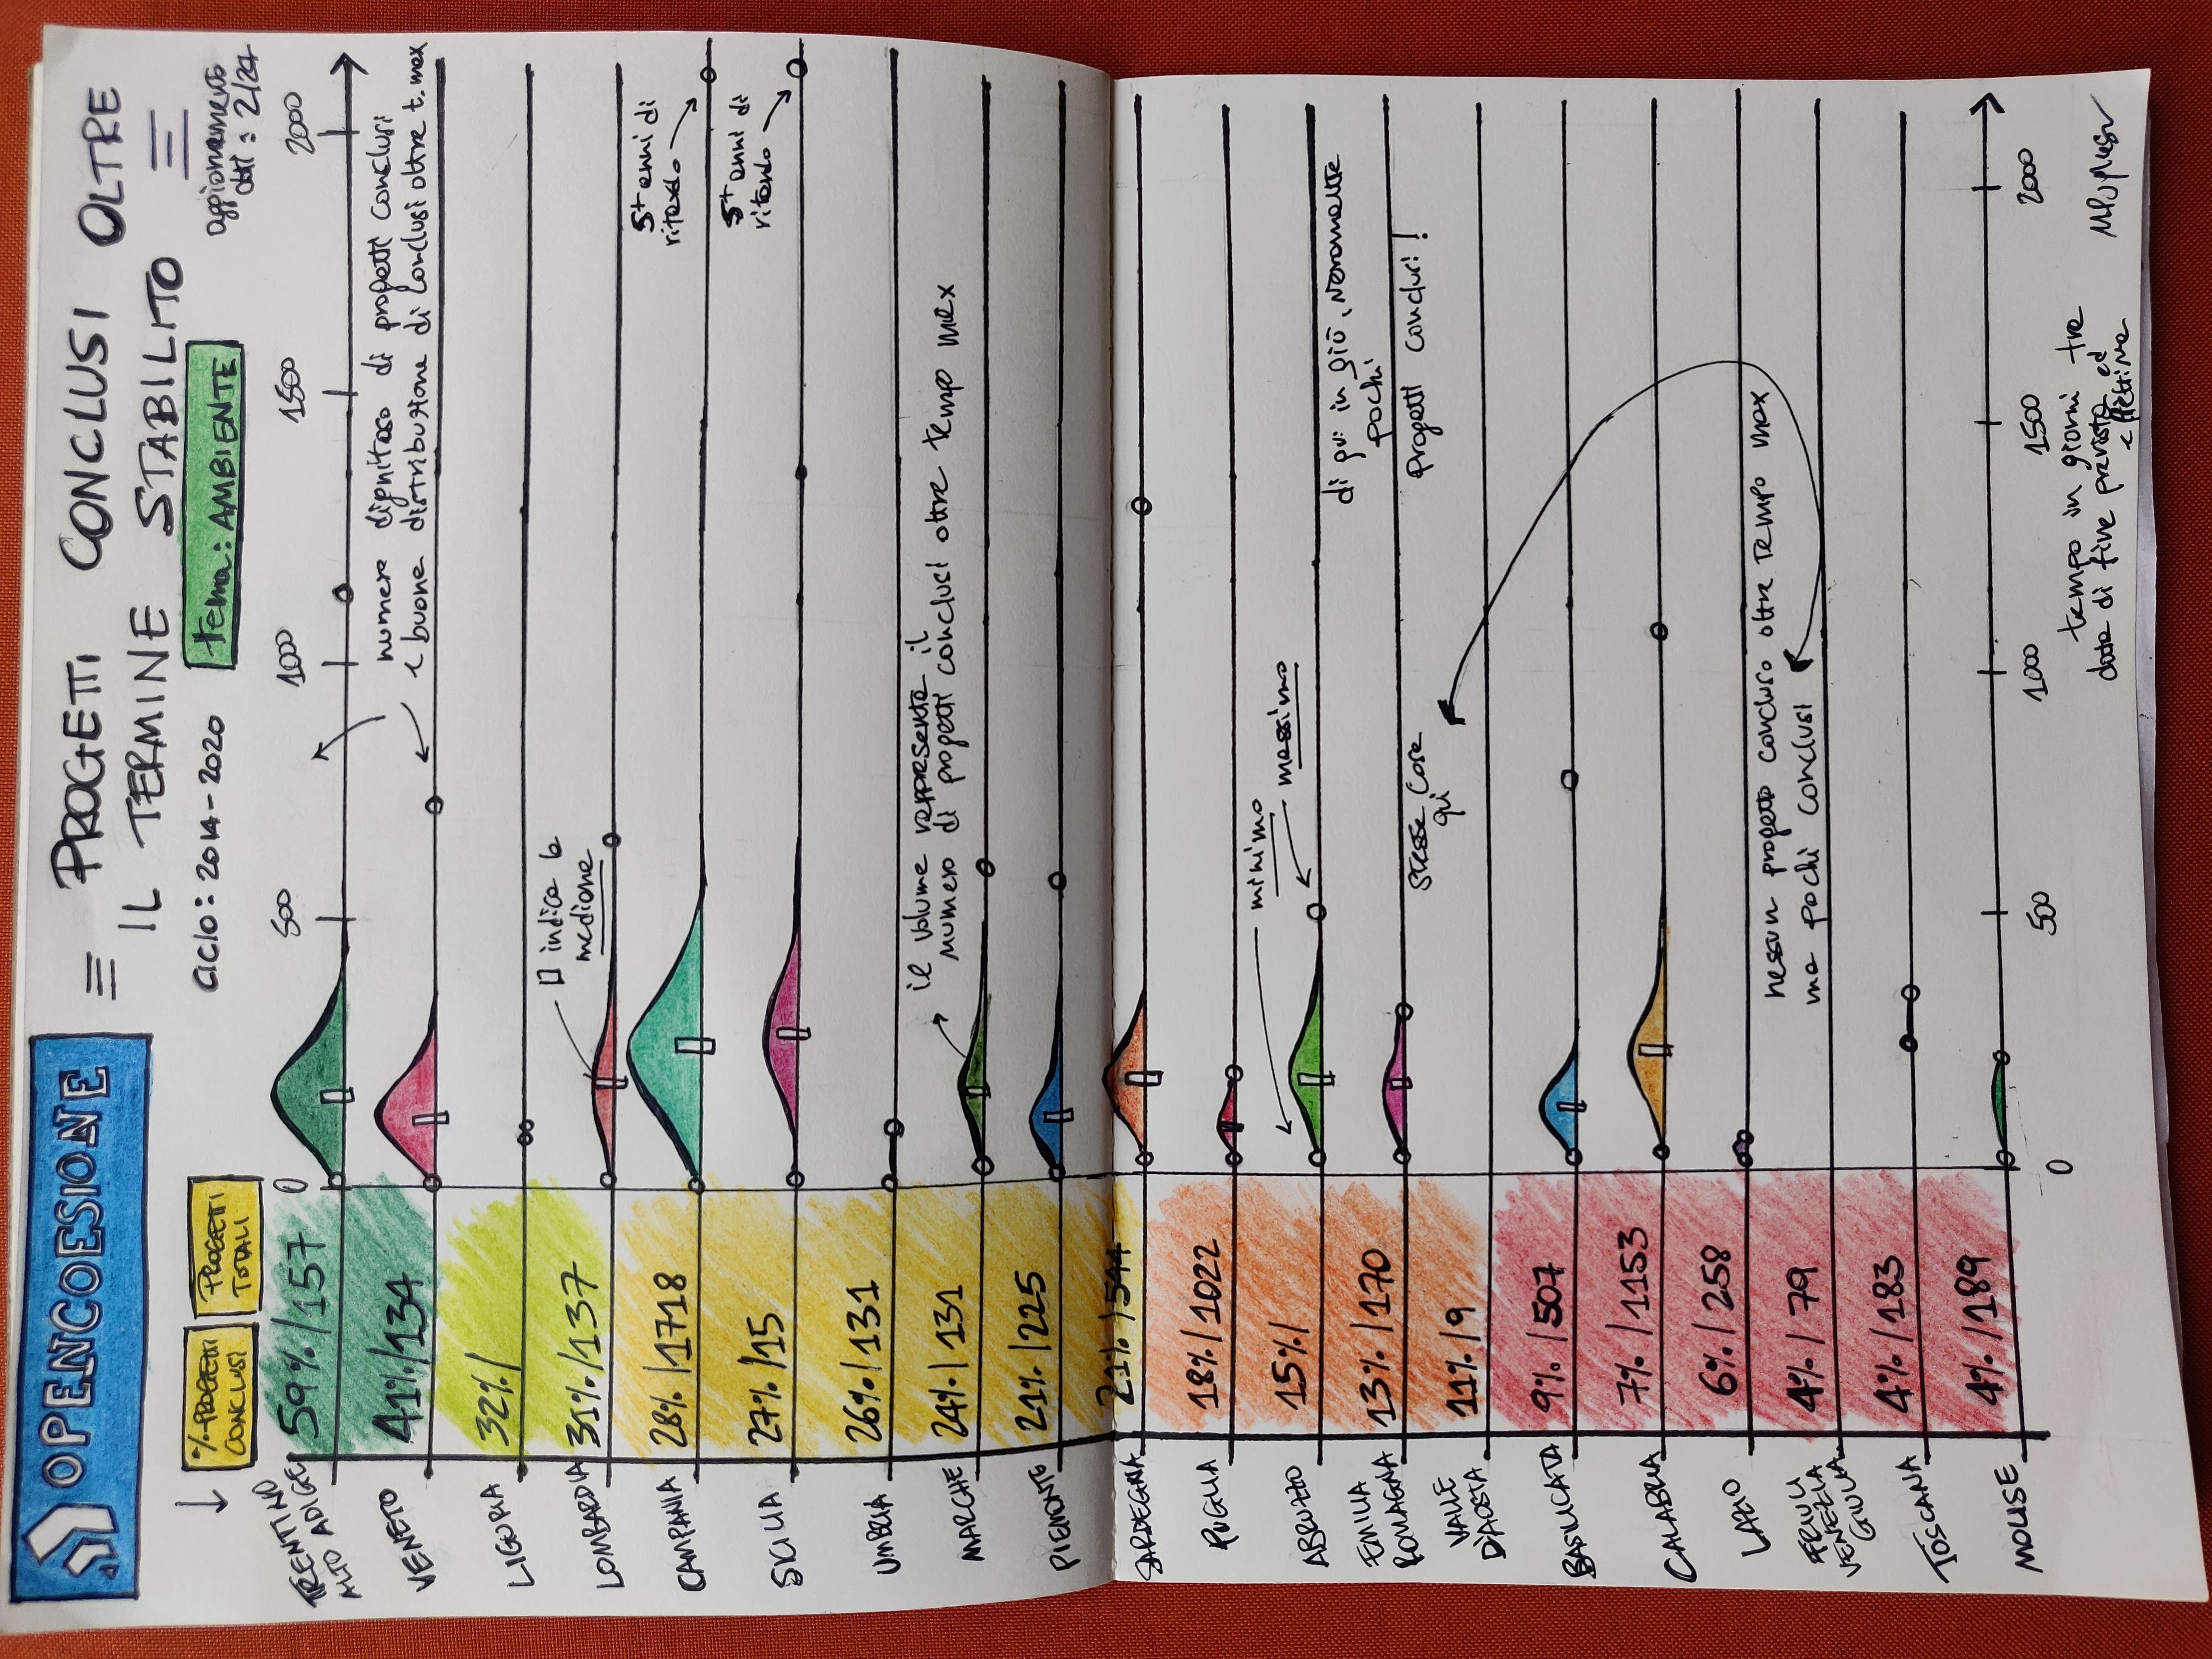 OPENCOESIONE
PROGETTI CONCLUSI OLTRE
IL TERMINE STABILITO
% PROGETTI
CONCLUSI
PROGETTI
TOTALI
CICLO: 2014-2020
tema: AMBIENTE
aggiornamento
dati: 2/24
TRENTINO
ALTO ADIGE
59%/157
0
500
1000
1500
2000
numero dignitoso di progetti conclusi
e buona distribuzione di conclusi oltre t. max
VENETO
41%/134
LIGURIA
32%/
▯ indica la
mediana
LOMBARDIA
31%/137
CAMPANIA
28%/1718
5+ anni di
ritardo
SICILIA
27%/15
5+ anni di
ritardo
UMBRIA
26%/131
il volume rappresenta il
numero di progetti conclusi oltre tempo max
MARCHE
24%/131
PIEMONTE
21%/225
SARDEGNA
21%/544
PUGLIA
18%/1022
minimo
massimo
ABRUZZO
15%/
di qui in giù, veramente
pochi
progetti conclusi!
EMILIA
ROMAGNA
13%/170
stessa cosa
qui
VALLE
D'AOSTA
11%/9
BASILICATA
9%/507
CALABRIA
7%/1153
LAZIO
6%/258
nessun progetto concluso oltre tempo max
ma pochi conclusi
FRIULI
VENEZIA
GIULIA
4%/79
TOSCANA
4%/183
MOLISE
4%/189
0
500
1000
1500
2000
tempo in giorni tra
data di fine prevista ed
effettiva